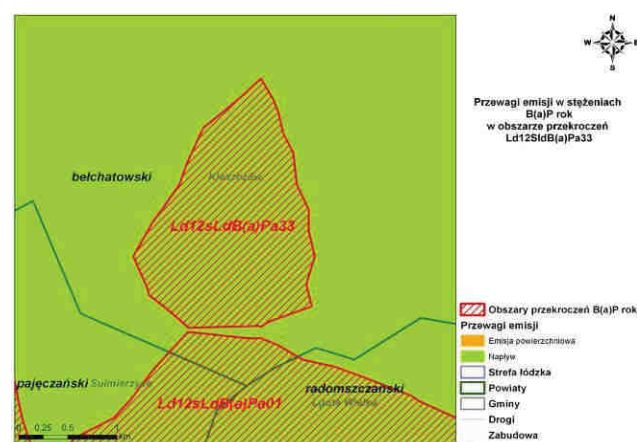 N
W E
S
Przewagi emisji w stężeniach
B(a)P rok
w obszarze przekroczeń
Ld12SldB(a)Pa33
bełchatowski
Kleszczów
Ld12sLdB(a)Pa33
Obszary przekroczeń B(a)P rok
Przewagi emisji
Emisja powierzchniowa
Napływ
Strefa łódzka
Powiaty
Gminy
Drogi
Zabudowa
pajęczański Sulmierzyce
radomszczański
Ld12sLdB(a)Pa01
0 0,25 0,5 1
km